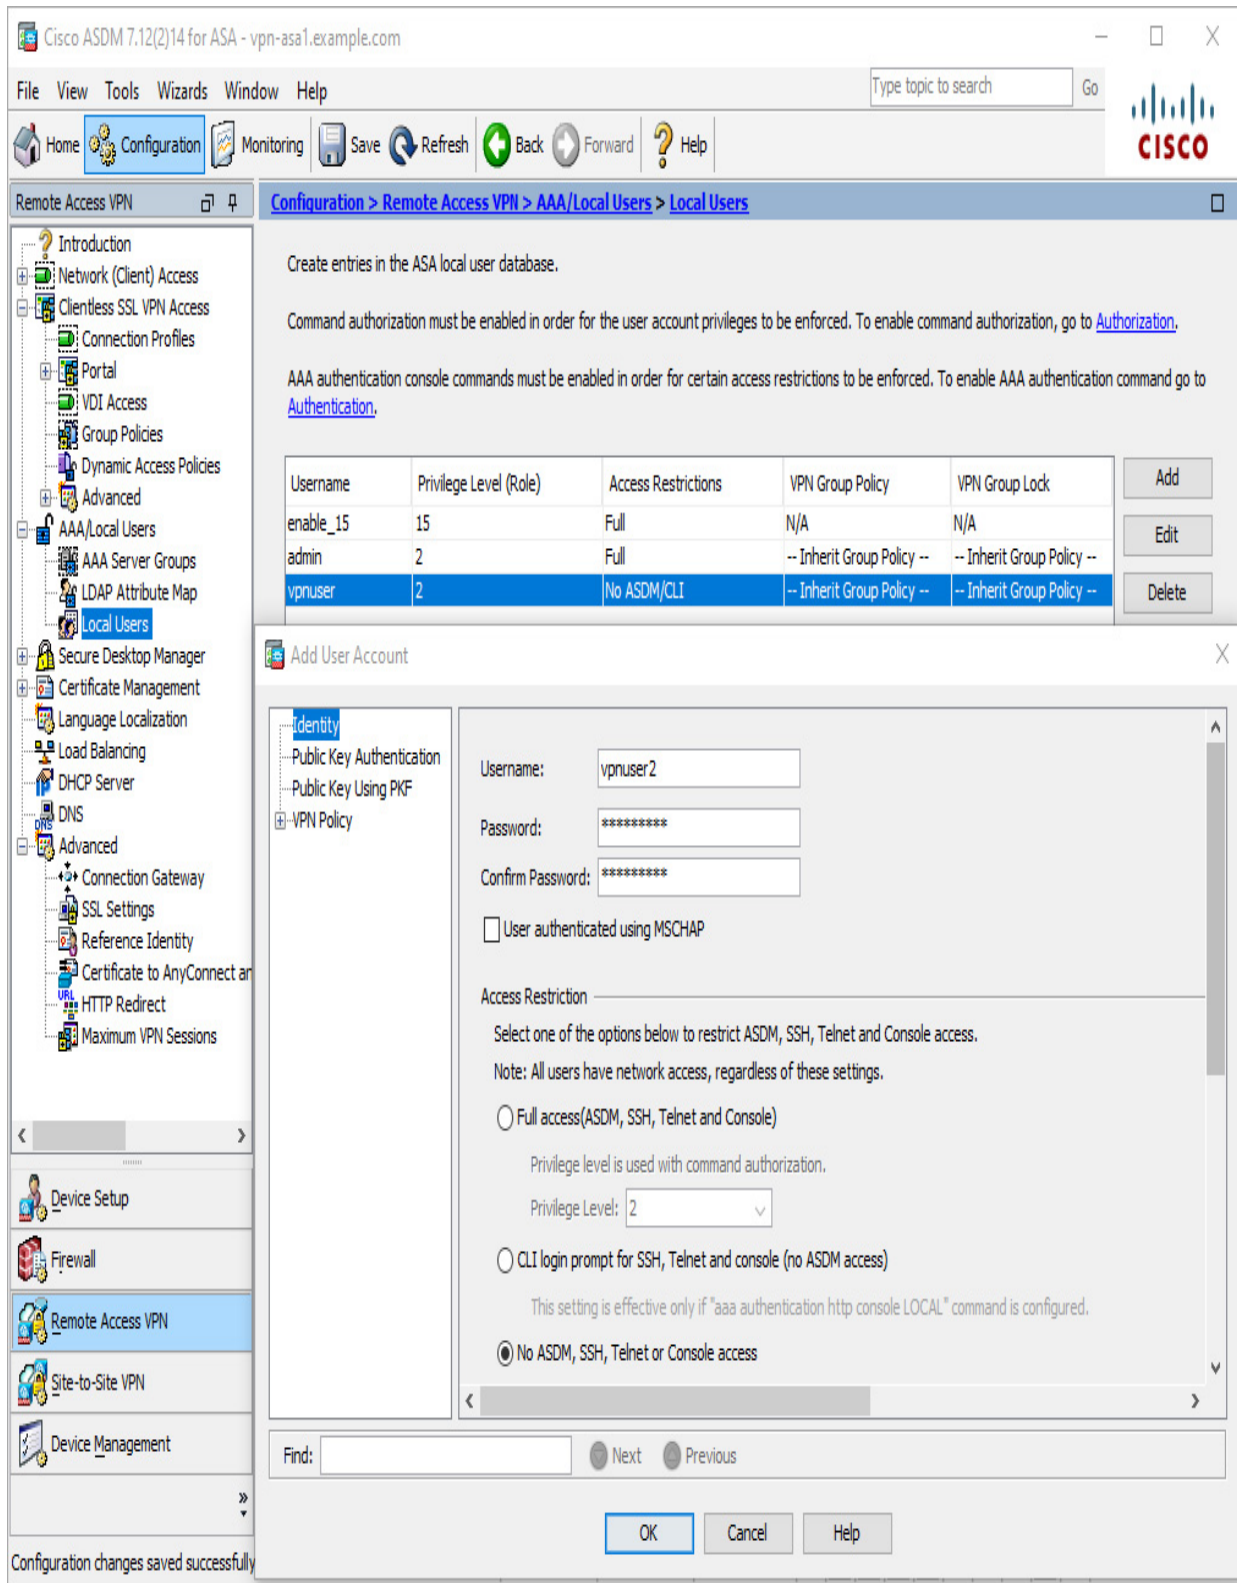 Cisco ASDM 7.12(2)14 for ASA - vpn-asa1.example.com
File View Tools Wizards Window Help
Type topic to search Go
CISCO
Home Configuration Monitoring Save Refresh Back Forward Help
Remote Access VPN
Introduction
Network (Client) Access
Clientless SSL VPN Access
Connection Profiles
Portal
VDI Access
Group Policies
Dynamic Access Policies
Advanced
AAA/Local Users
AAA Server Groups
LDAP Attribute Map
Local Users
Secure Desktop Manager
Certificate Management
Language Localization
Load Balancing
DHCP Server
DNS
DNS
Advanced
Connection Gateway
SSL Settings
Reference Identity
Certificate to AnyConnect an
URL
HTTP Redirect
Maximum VPN Sessions
Device Setup
Firewall
Remote Access VPN
Site-to-Site VPN
Device Management
»
Configuration changes saved successfully
Configuration > Remote Access VPN > AAA/Local Users > Local Users
Create entries in the ASA local user database.
Command authorization must be enabled in order for the user account privileges to be enforced. To enable command authorization, go to Authorization.
AAA authentication console commands must be enabled in order for certain access restrictions to be enforced. To enable AAA authentication command go to
Authentication.
Username Privilege Level (Role) Access Restrictions VPN Group Policy VPN Group Lock
enable_15 15 Full N/A N/A
admin 2 Full -- Inherit Group Policy -- -- Inherit Group Policy --
vpnuser 2 No ASDM/CLI -- Inherit Group Policy -- -- Inherit Group Policy --
Add
Edit
Delete
Add User Account
Identity
Public Key Authentication
Public Key Using PKF
VPN Policy
Username: vpnuser2
Password: *********
Confirm Password: *********
User authenticated using MSCHAP
Access Restriction
Select one of the options below to restrict ASDM, SSH, Telnet and Console access.
Note: All users have network access, regardless of these settings.
Full access(ASDM, SSH, Telnet and Console)
Privilege level is used with command authorization.
Privilege Level: 2
CLI login prompt for SSH, Telnet and console (no ASDM access)
This setting is effective only if "aaa authentication http console LOCAL" command is configured.
No ASDM, SSH, Telnet or Console access
Find: Next Previous
OK Cancel Help